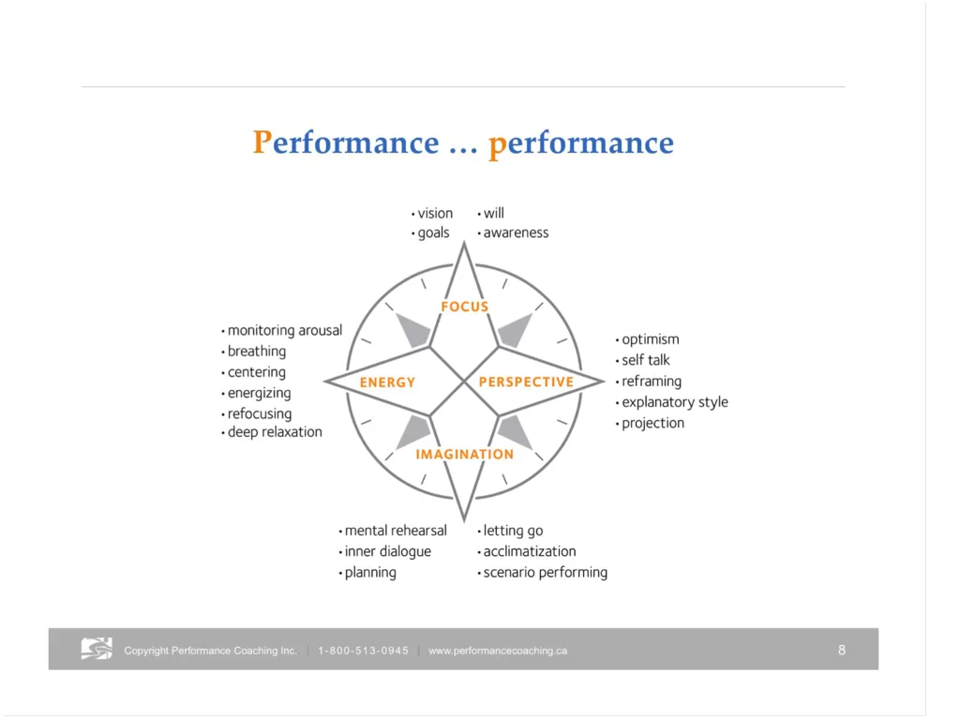 Performance ... performance
• vision • will
• goals • awareness
FOCUS
• monitoring arousal
• breathing
• centering
• energizing
• refocusing
• deep relaxation
ENERGY
PERSPECTIVE
• optimism
• self talk
• reframing
• explanatory style
• projection
IMAGINATION
• mental rehearsal • letting go
• inner dialogue • acclimatization
• planning • scenario performing
Copyright Performance Coaching Inc. | 1-800-513-0945 | www.performancecoaching.ca 8